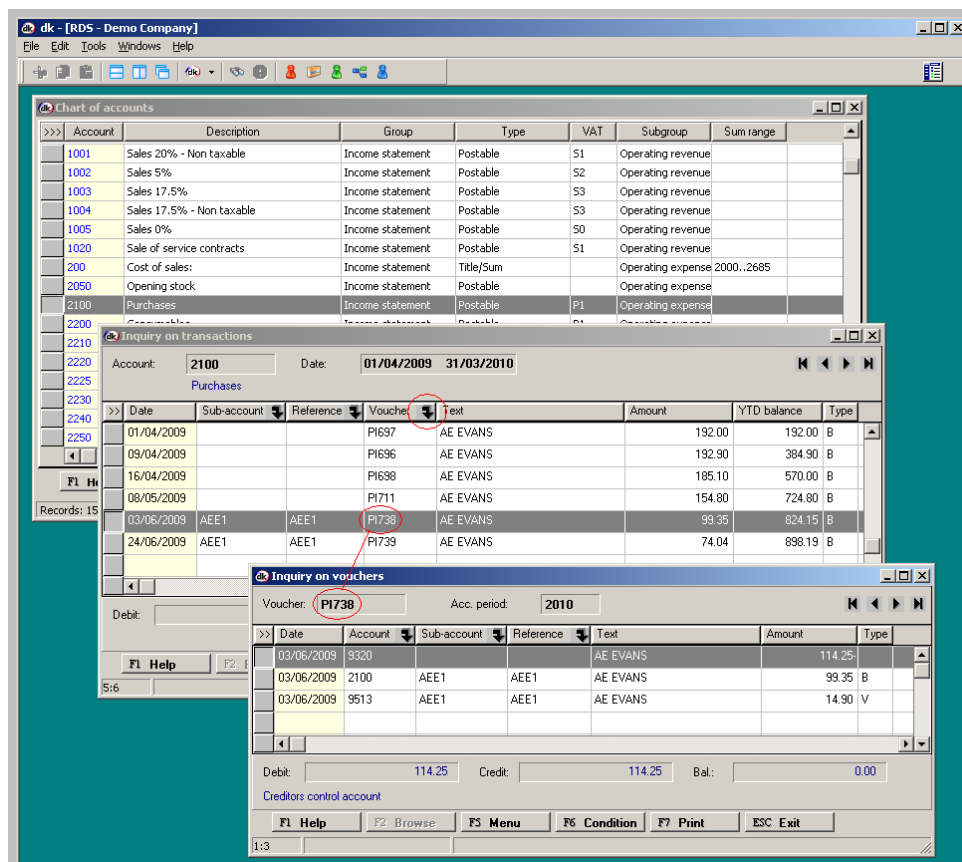 dk - [RDS - Demo Company]
File Edit Tools Windows Help
dk
Chart of accounts
>>> Account Description Group Type VAT Subgroup Sum range
1001 Sales 20% - Non taxable Income statement Postable S1 Operating revenue
1002 Sales 5% Income statement Postable S2 Operating revenue
1003 Sales 17.5% Income statement Postable S3 Operating revenue
1004 Sales 17.5% - Non taxable Income statement Postable S3 Operating revenue
1005 Sales 0% Income statement Postable S0 Operating revenue
1020 Sale of service contracts Income statement Postable S1 Operating revenue
200 Cost of sales: Income statement Title/Sum Operating expense 2000..2685
2050 Opening stock Income statement Postable Operating expense
2100 Purchases Income statement Postable P1 Operating expense
2200
2210
2220
2225
2230
2240
2250
F1 He
Records: 15
Inquiry on transactions
Account: 2100 Date: 01/04/2009 31/03/2010
Purchases
>> Date Sub-account Reference Voucher Text Amount YTD balance Type
01/04/2009 PI697 AE EVANS 192.00 192.00 B
09/04/2009 PI696 AE EVANS 192.90 384.90 B
16/04/2009 PI698 AE EVANS 185.10 570.00 B
08/05/2009 PI711 AE EVANS 154.80 724.80 B
03/06/2009 AEE1 AEE1 PI738 AE EVANS 99.35 824.15 B
24/06/2009 AEE1 AEE1 PI739 AE EVANS 74.04 898.19 B
Debit:
F1 Help F2
5:6
Inquiry on vouchers
Voucher: PI738 Acc. period: 2010
>> Date Account Sub-account Reference Text Amount Type
03/06/2009 9320 AE EVANS 114.25-
03/06/2009 2100 AEE1 AEE1 AE EVANS 99.35 B
03/06/2009 9513 AEE1 AEE1 AE EVANS 14.90 V
Debit: 114.25 Credit: 114.25 Bal.: 0.00
Creditors control account
F1 Help F2 Browse F5 Menu F6 Condition F7 Print ESC Exit
1:3